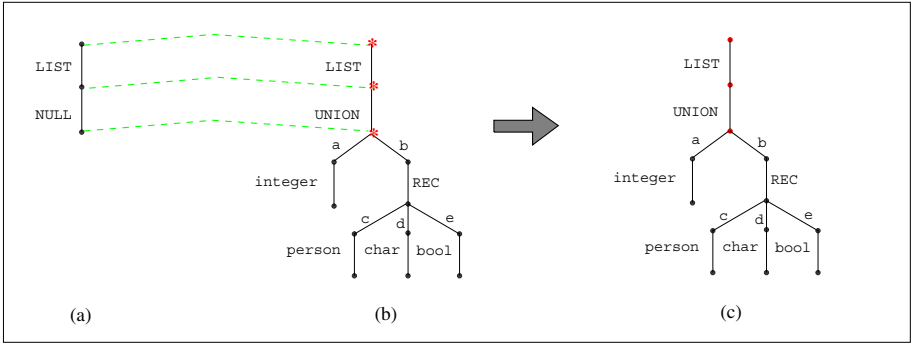 LIST
NULL
(a)
LIST
UNION
a
b
integer
REC
c
d
e
person
char
bool
(b)
LIST
UNION
a
b
integer
REC
c
d
e
person
char
bool
(c)